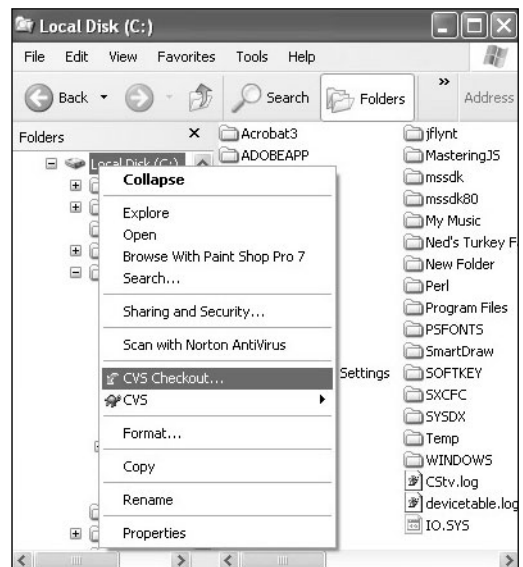 Local Disk (C:)
File Edit View Favorites Tools Help
Back Search Folders » Address
Folders X
Local Disk (C:)
Collapse
Explore
Open
Browse With Paint Shop Pro 7
Search...
Sharing and Security...
Scan with Norton AntiVirus
CVS Checkout...
CVS
Format...
Copy
Rename
Properties
Acrobat3
ADOBEAPP
Settings
jflynt
MasteringJS
mssdk
mssdk80
My Music
Ned's Turkey F
New Folder
Perl
Program Files
PSFONTS
SmartDraw
SOFTKEY
SXCFC
SYSDX
Temp
WINDOWS
CStv.log
devicetable.log
IO.SYS